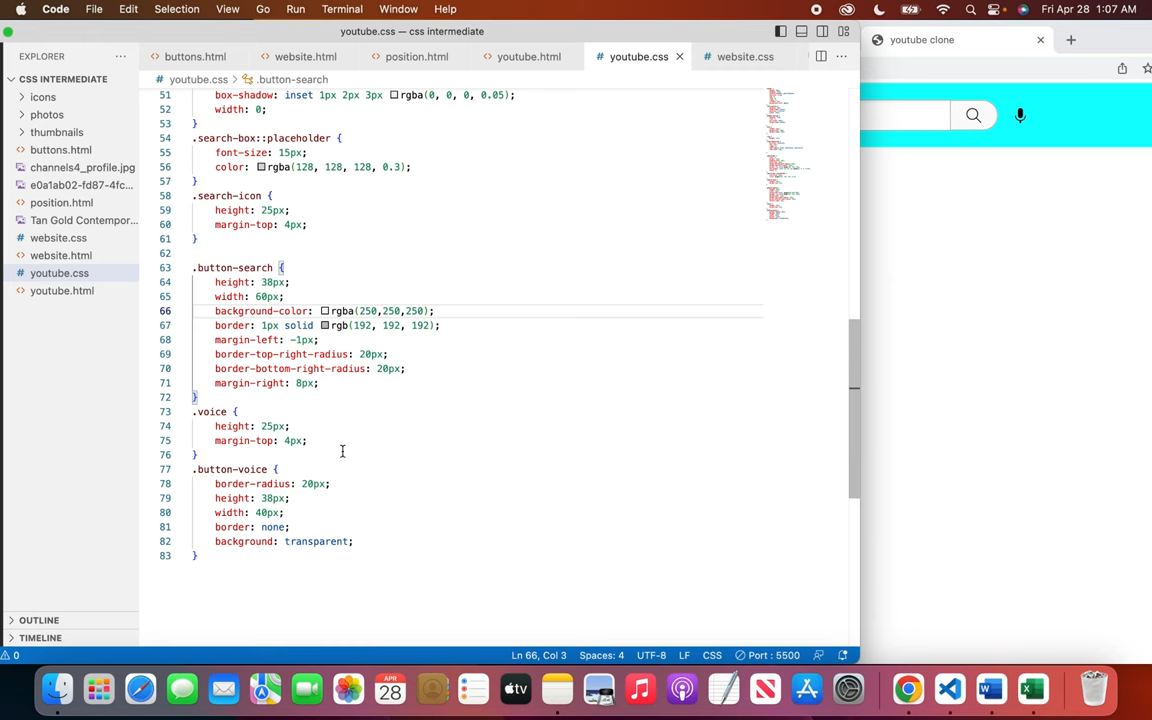 Code File Edit Selection View Go Run Terminal Window Help Fri Apr 28 1:07 AM
youtube.css — css intermediate
EXPLORER
buttons.html website.html position.html youtube.html youtube.css website.css
youtube clone
CSS INTERMEDIATE
icons
photos
thumbnails
buttons.html
channels4_profile.jpg
e0a1ab02-fd87-4fc...
position.html
Tan Gold Contempor...
website.css
website.html
youtube.css
youtube.html
OUTLINE
TIMELINE
youtube.css > .button-search
51 box-shadow: inset 1px 2px 3px rgba(0, 0, 0, 0.05);
52 width: 0;
53 }
54 .search-box::placeholder {
55 font-size: 15px;
56 color: rgba(128, 128, 128, 0.3);
57 }
58 .search-icon {
59 height: 25px;
60 margin-top: 4px;
61 }
62
63 .button-search {
64 height: 38px;
65 width: 60px;
66 background-color: rgba(250,250,250);
67 border: 1px solid rgb(192, 192, 192);
68 margin-left: -1px;
69 border-top-right-radius: 20px;
70 border-bottom-right-radius: 20px;
71 margin-right: 8px;
72 }
73 .voice {
74 height: 25px;
75 margin-top: 4px;
76 }
77 .button-voice {
78 border-radius: 20px;
79 height: 38px;
80 width: 40px;
81 border: none;
82 background: transparent;
83 }
0 Ln 66, Col 3 Spaces: 4 UTF-8 LF CSS Port : 5500
APR
28
tv